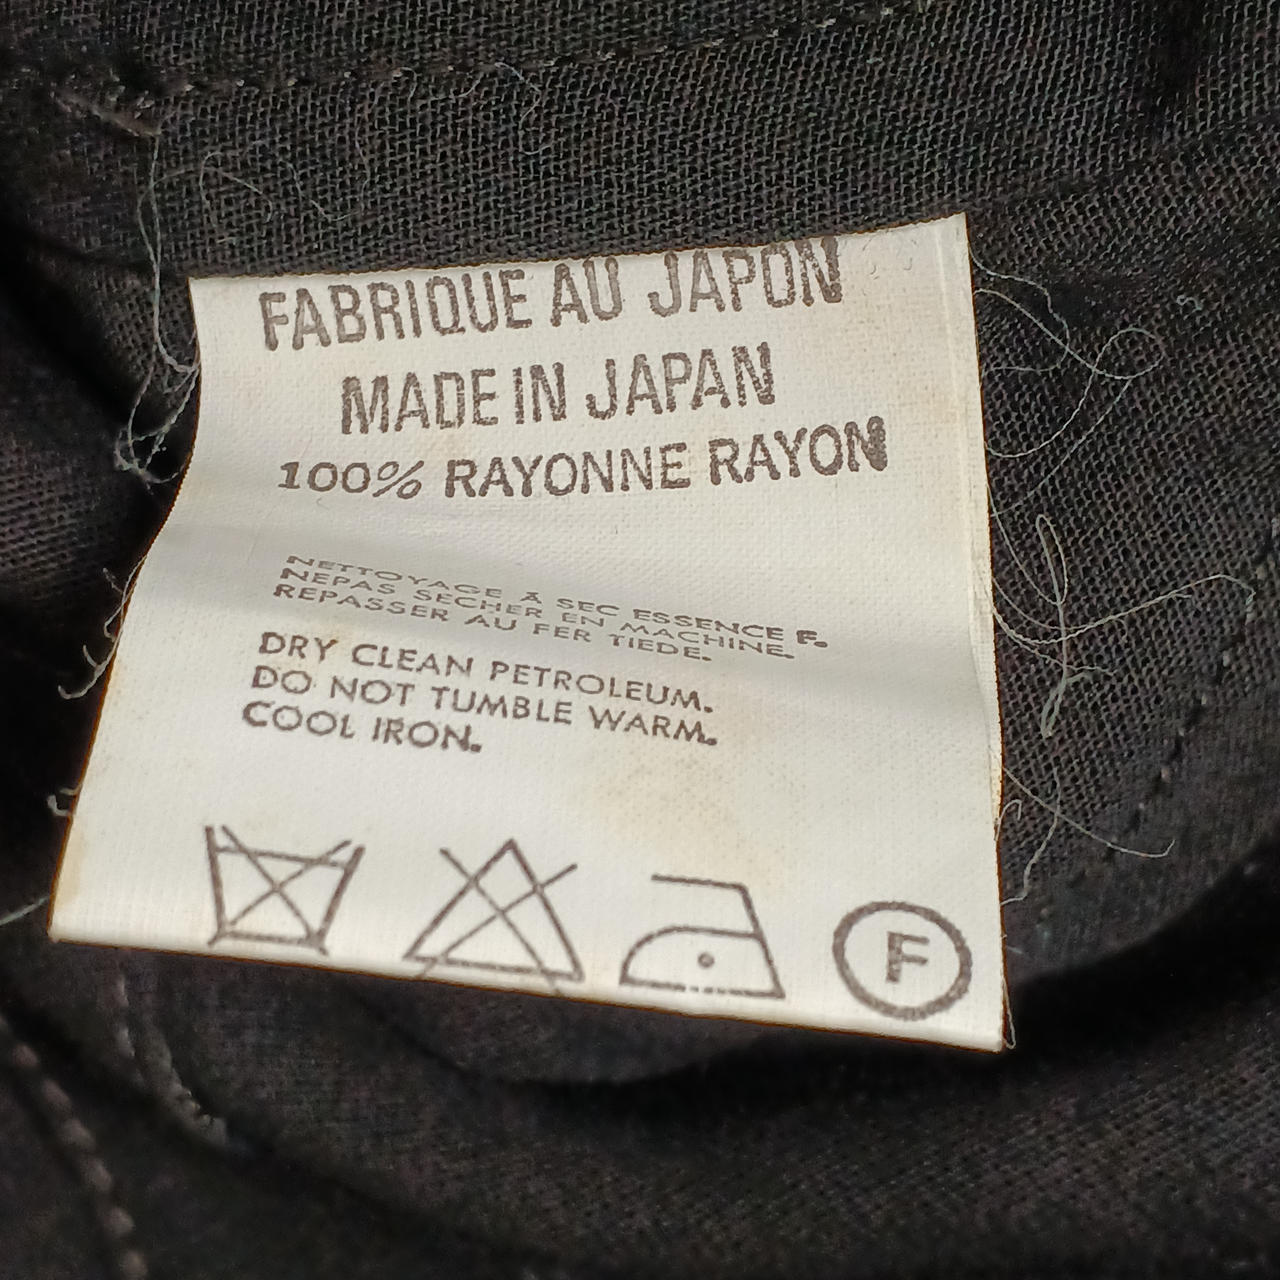 FABRIQUE AU JAPON
MADE IN JAPAN
100% RAYONNE RAYON
NETTOYAGE À SEC ESSENCE F.
NEPAS SECHER EN MACHINE.
REPASSER AU FER TIEDE.
DRY CLEAN PETROLEUM.
DO NOT TUMBLE WARM.
COOL IRON.
F